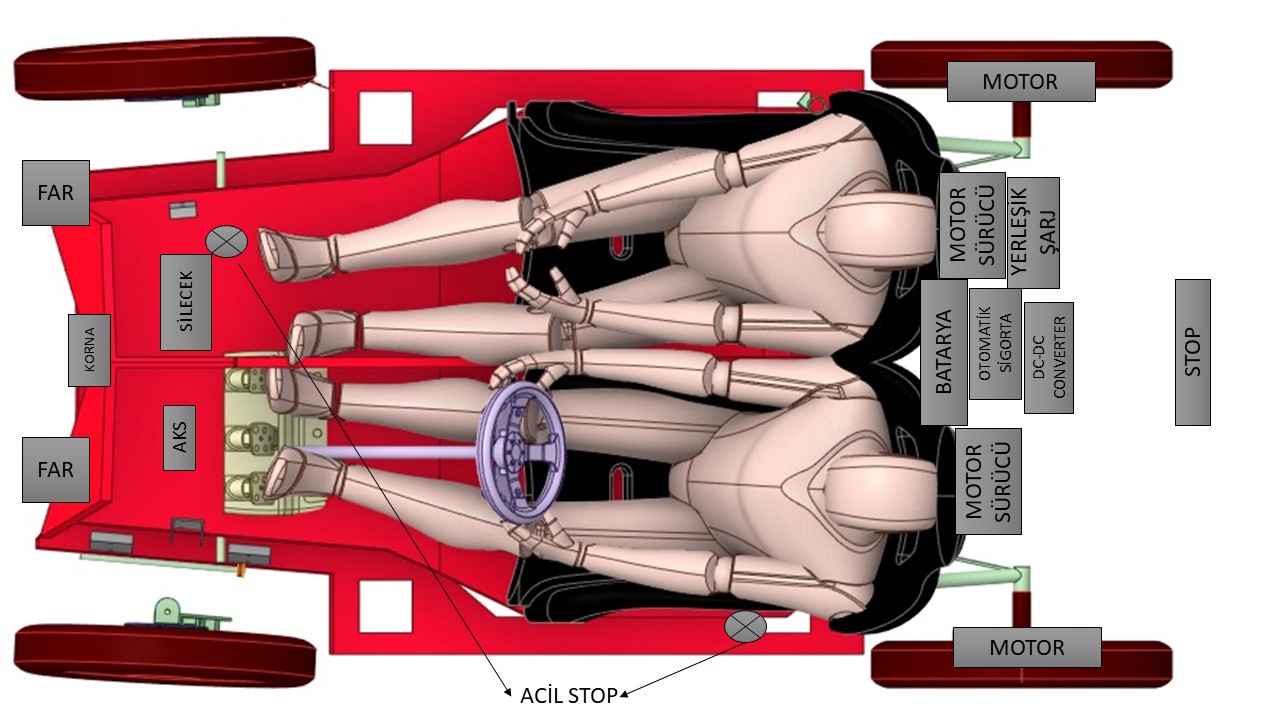 MOTOR
FAR
MOTOR
SÜRÜCÜ
YERLEŞİK
ŞARJ
SİLECEK
KORNA
BATARYA
OTOMATİK
SİGORTA
DC-DC
CONVERTER
STOP
AKS
FAR
MOTOR
SÜRÜCÜ
MOTOR
ACİL STOP